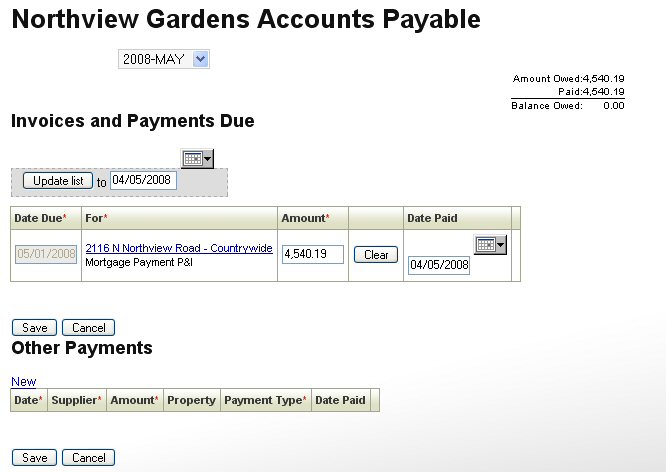 Northview Gardens Accounts Payable
2008-MAY
Amount Owed:4,540.19
Paid:4,540.19
Balance Owed: 0.00
Invoices and Payments Due
Update list to 04/05/2008
Date Due* For* Amount* Date Paid
05/01/2008 2116 N Northview Road - Countrywide 4,540.19 Clear
Mortgage Payment P&I 04/05/2008
Save Cancel
Other Payments
New
Date* Supplier* Amount* Property Payment Type* Date Paid
Save Cancel